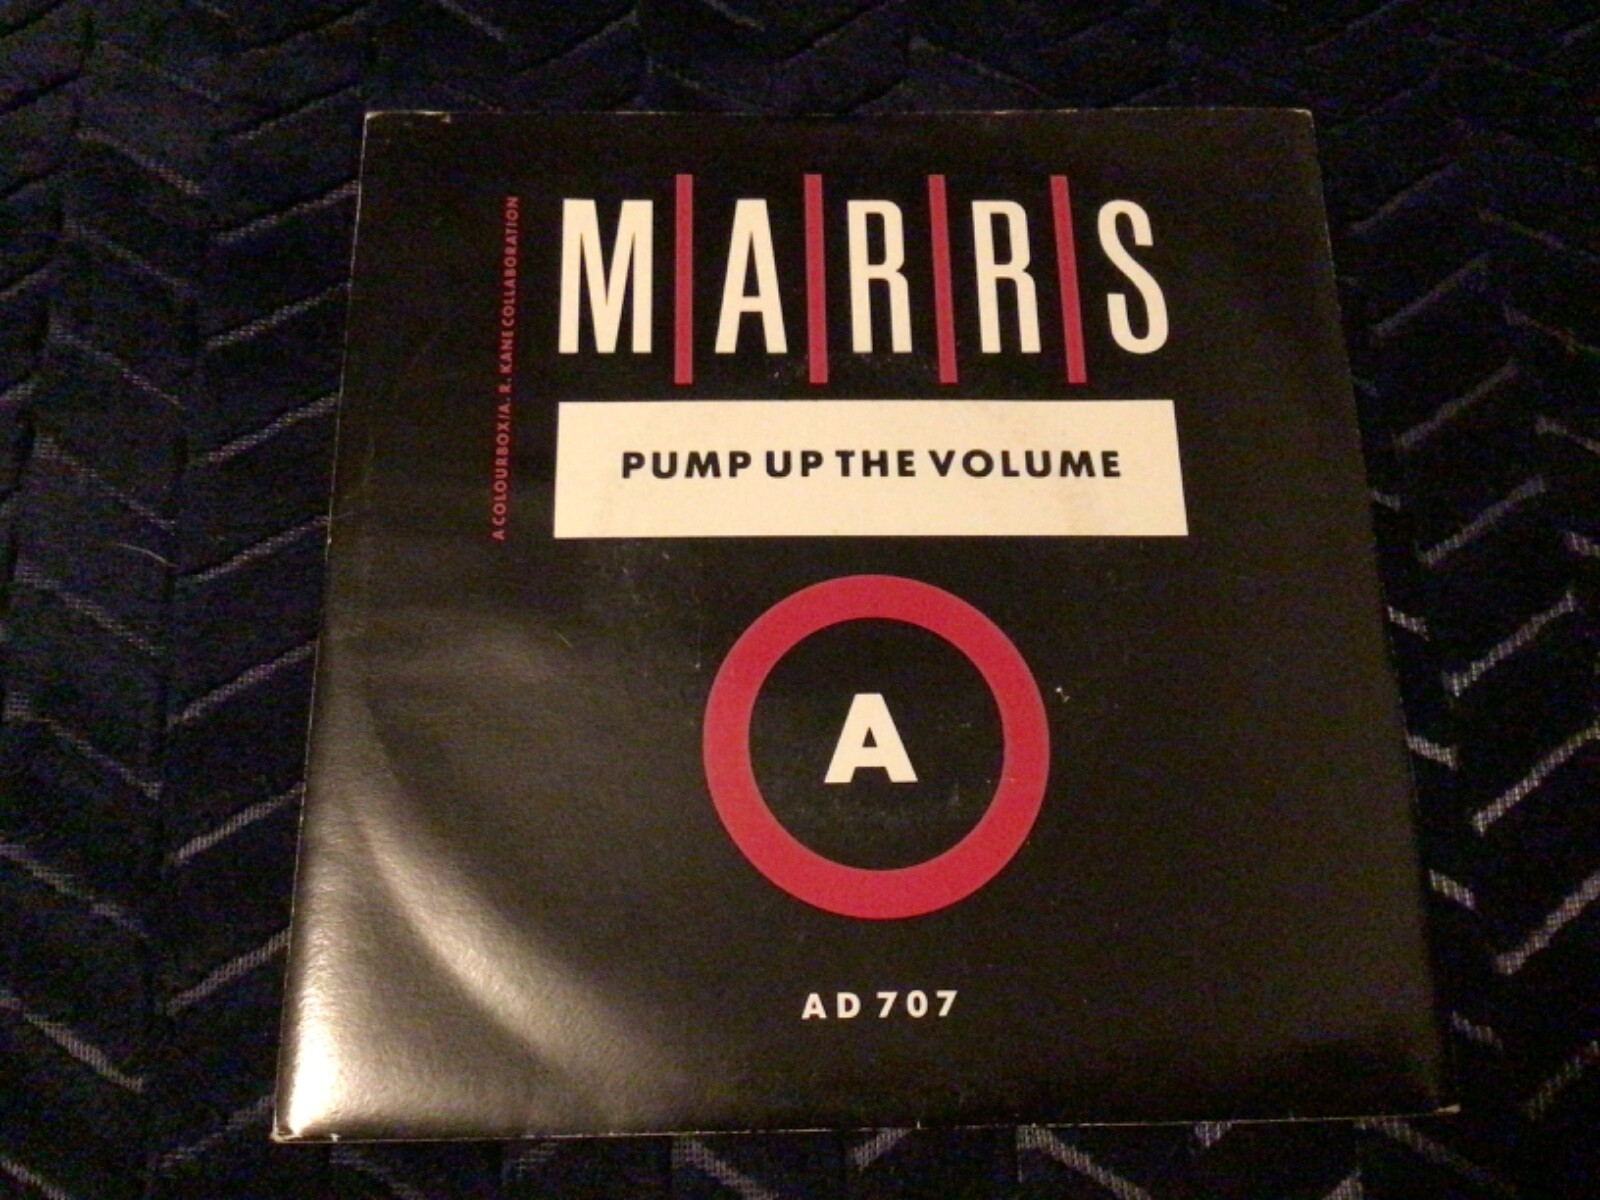 M|A|R|R|S
A COLOURBOX/A. R. KANE COLLABORATION
PUMP UP THE VOLUME
A
AD 707